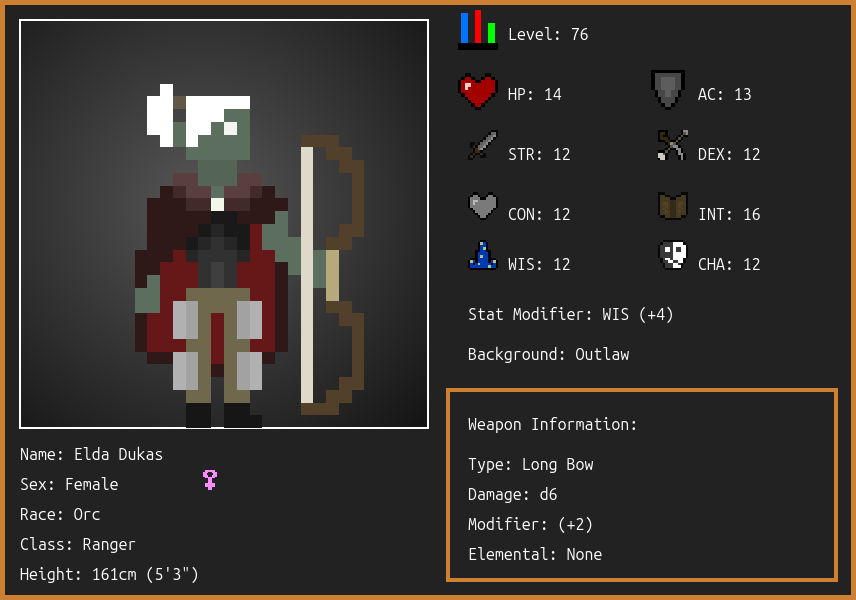 Level: 76
HP: 14
AC: 13
STR: 12
DEX: 12
CON: 12
INT: 16
WIS: 12
CHA: 12
Stat Modifier: WIS (+4)
Background: Outlaw
Weapon Information:
Type: Long Bow
Damage: d6
Modifier: (+2)
Elemental: None
Name: Elda Dukas
Sex: Female
Race: Orc
Class: Ranger
Height: 161cm (5'3")